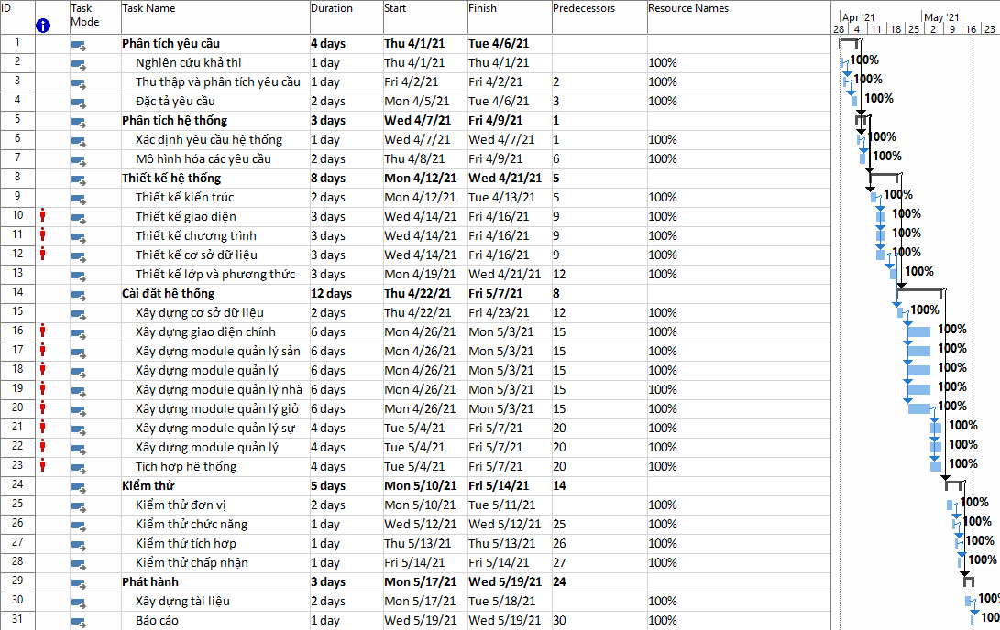 ID Task Mode Task Name Duration Start Finish Predecessors Resource Names
Apr '21 May '21
28 4 11 18 25 2 9 16 23
1 Phân tích yêu cầu 4 days Thu 4/1/21 Tue 4/6/21
2 Nghiên cứu khả thi 1 day Thu 4/1/21 Thu 4/1/21 100% 100%
3 Thu thập và phân tích yêu cầu 1 day Fri 4/2/21 Fri 4/2/21 2 100% 100%
4 Đặc tả yêu cầu 2 days Mon 4/5/21 Tue 4/6/21 3 100% 100%
5 Phân tích hệ thống 3 days Wed 4/7/21 Fri 4/9/21 1
6 Xác định yêu cầu hệ thống 1 day Wed 4/7/21 Wed 4/7/21 1 100% 100%
7 Mô hình hóa các yêu cầu 2 days Thu 4/8/21 Fri 4/9/21 6 100% 100%
8 Thiết kế hệ thống 8 days Mon 4/12/21 Wed 4/21/21 5
9 Thiết kế kiến trúc 2 days Mon 4/12/21 Tue 4/13/21 5 100% 100%
10 Thiết kế giao diện 3 days Wed 4/14/21 Fri 4/16/21 9 100% 100%
11 Thiết kế chương trình 3 days Wed 4/14/21 Fri 4/16/21 9 100% 100%
12 Thiết kế cơ sở dữ liệu 3 days Wed 4/14/21 Fri 4/16/21 9 100% 100%
13 Thiết kế lớp và phương thức 3 days Mon 4/19/21 Wed 4/21/21 12 100% 100%
14 Cài đặt hệ thống 12 days Thu 4/22/21 Fri 5/7/21 8
15 Xây dựng cơ sở dữ liệu 2 days Thu 4/22/21 Fri 4/23/21 12 100% 100%
16 Xây dựng giao diện chính 6 days Mon 4/26/21 Mon 5/3/21 15 100% 100%
17 Xây dựng module quản lý sản 6 days Mon 4/26/21 Mon 5/3/21 15 100% 100%
18 Xây dựng module quản lý 6 days Mon 4/26/21 Mon 5/3/21 15 100% 100%
19 Xây dựng module quản lý nhà 6 days Mon 4/26/21 Mon 5/3/21 15 100% 100%
20 Xây dựng module quản lý giỏ 6 days Mon 4/26/21 Mon 5/3/21 15 100% 100%
21 Xây dựng module quản lý sự 4 days Tue 5/4/21 Fri 5/7/21 20 100% 100%
22 Xây dựng module quản lý 4 days Tue 5/4/21 Fri 5/7/21 20 100% 100%
23 Tích hợp hệ thống 4 days Tue 5/4/21 Fri 5/7/21 20 100% 100%
24 Kiểm thử 5 days Mon 5/10/21 Fri 5/14/21 14
25 Kiểm thử đơn vị 2 days Mon 5/10/21 Tue 5/11/21 100% 100%
26 Kiểm thử chức năng 1 day Wed 5/12/21 Wed 5/12/21 25 100% 100%
27 Kiểm thử tích hợp 1 day Thu 5/13/21 Thu 5/13/21 26 100% 100%
28 Kiểm thử chấp nhận 1 day Fri 5/14/21 Fri 5/14/21 27 100% 100%
29 Phát hành 3 days Mon 5/17/21 Wed 5/19/21 24
30 Xây dựng tài liệu 2 days Mon 5/17/21 Tue 5/18/21 100% 100%
31 Báo cáo 1 day Wed 5/19/21 Wed 5/19/21 30 100% 100